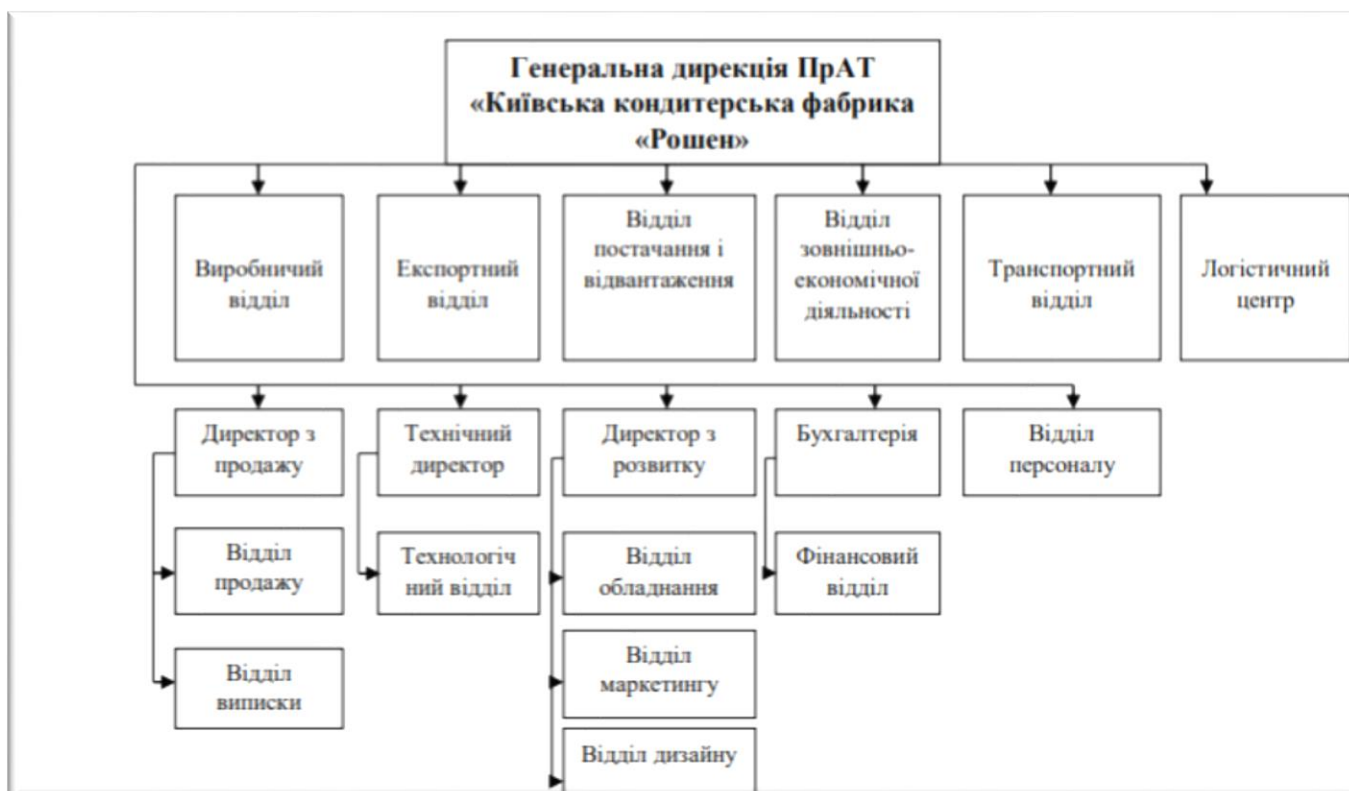 Генеральна дирекція ПрАТ
«Київська кондитерська фабрика
«Рошен»
Виробничий
відділ
Експортний
відділ
Відділ
постачання і
відвантаження
Відділ
зовнішньо-
економічної
діяльності
Транспортний
відділ
Логістичний
центр
Директор з
продажу
Технічний
директор
Директор з
розвитку
Бухгалтерія
Відділ
персоналу
Відділ
продажу
Технологіч
ний відділ
Відділ
обладнання
Фінансовий
відділ
Відділ
маркетингу
Відділ
виписки
Відділ дизайну